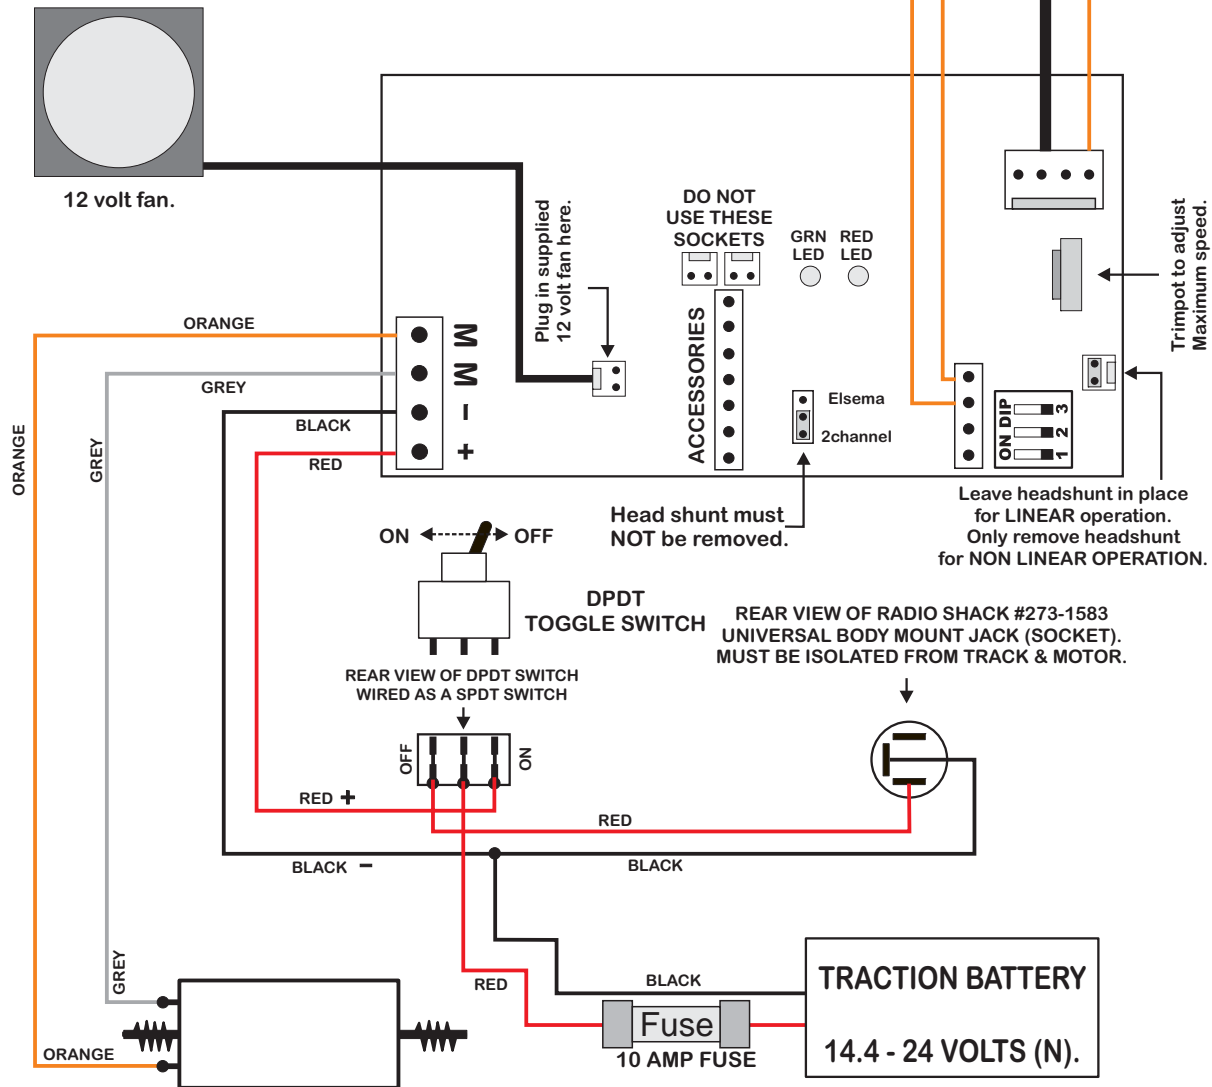 12 volt fan.
Plug in supplied
12 volt fan here.
DO NOT
USE THESE
SOCKETS
GRN
LED
RED
LED
Trimpot to adjust
Maximum speed.
ORANGE
GREY
BLACK
RED
M
M
-
+
ORANGE
GREY
ACCESSORIES
Elsema
2channel
ON DIP
1 2 3
Head shunt must
NOT be removed.
Leave headshunt in place
for LINEAR operation.
Only remove headshunt
for NON LINEAR OPERATION.
ON
OFF
DPDT
TOGGLE SWITCH
REAR VIEW OF DPDT SWITCH
WIRED AS A SPDT SWITCH
REAR VIEW OF RADIO SHACK #273-1583
UNIVERSAL BODY MOUNT JACK (SOCKET).
MUST BE ISOLATED FROM TRACK & MOTOR.
OFF
ON
RED +
RED
BLACK -
BLACK
GREY
ORANGE
RED
BLACK
Fuse
10 AMP FUSE
TRACTION BATTERY
14.4 - 24 VOLTS (N).